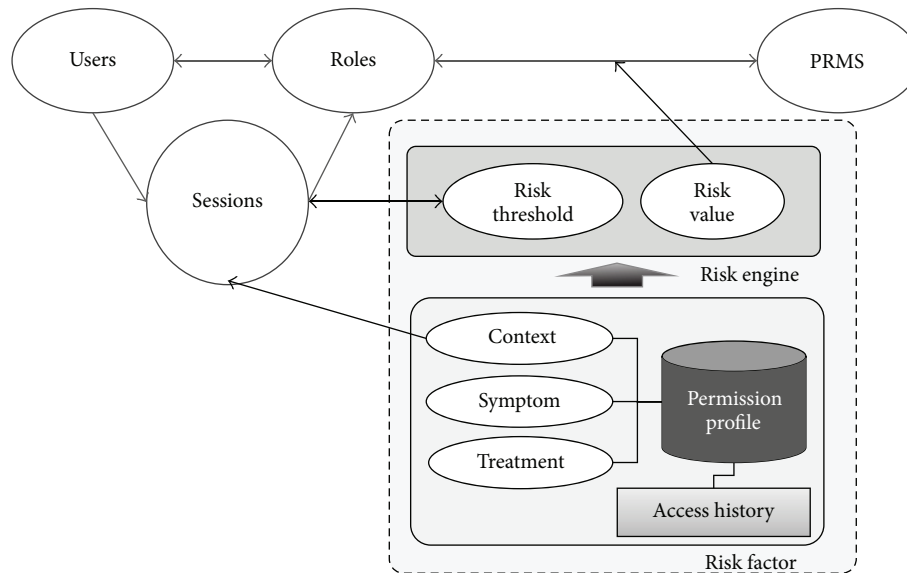 Users
Roles
PRMS
Sessions
Risk
threshold
Risk
value
Risk engine
Context
Symptom
Treatment
Permission
profile
Access history
Risk factor